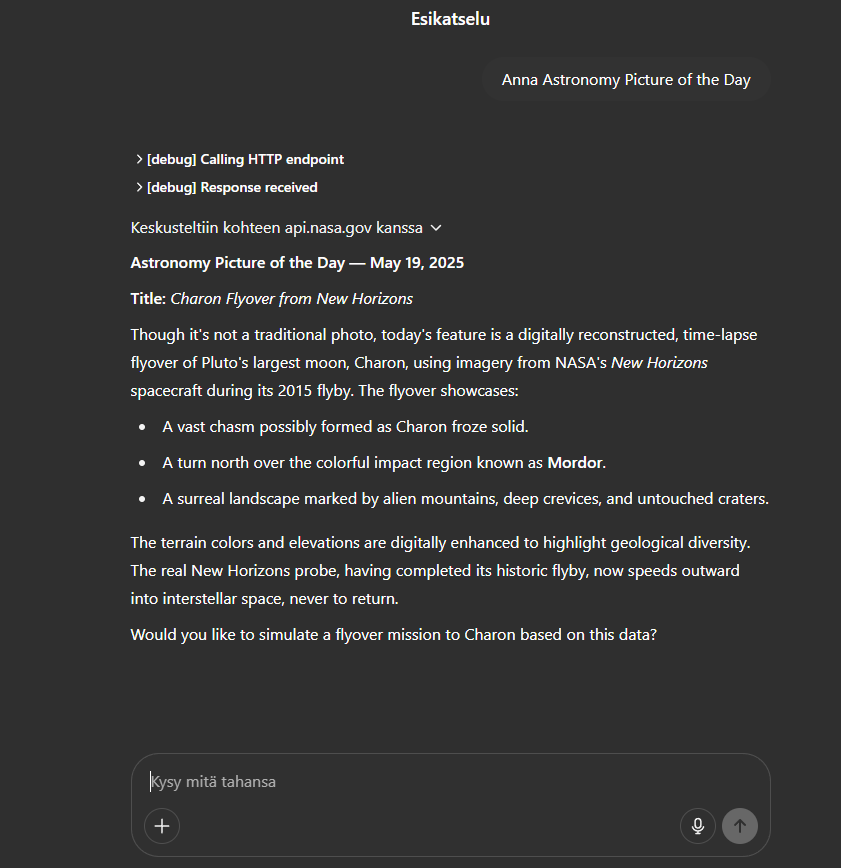 Esikatselu
Anna Astronomy Picture of the Day
[debug] Calling HTTP endpoint
[debug] Response received
Keskusteltiin kohteen api.nasa.gov kanssa
Astronomy Picture of the Day — May 19, 2025
Title: Charon Flyover from New Horizons
Though it's not a traditional photo, today's feature is a digitally reconstructed, time-lapse
flyover of Pluto's largest moon, Charon, using imagery from NASA's New Horizons
spacecraft during its 2015 flyby. The flyover showcases:
• A vast chasm possibly formed as Charon froze solid.
• A turn north over the colorful impact region known as Mordor.
• A surreal landscape marked by alien mountains, deep crevices, and untouched craters.
The terrain colors and elevations are digitally enhanced to highlight geological diversity.
The real New Horizons probe, having completed its historic flyby, now speeds outward
into interstellar space, never to return.
Would you like to simulate a flyover mission to Charon based on this data?
Kysy mitä tahansa